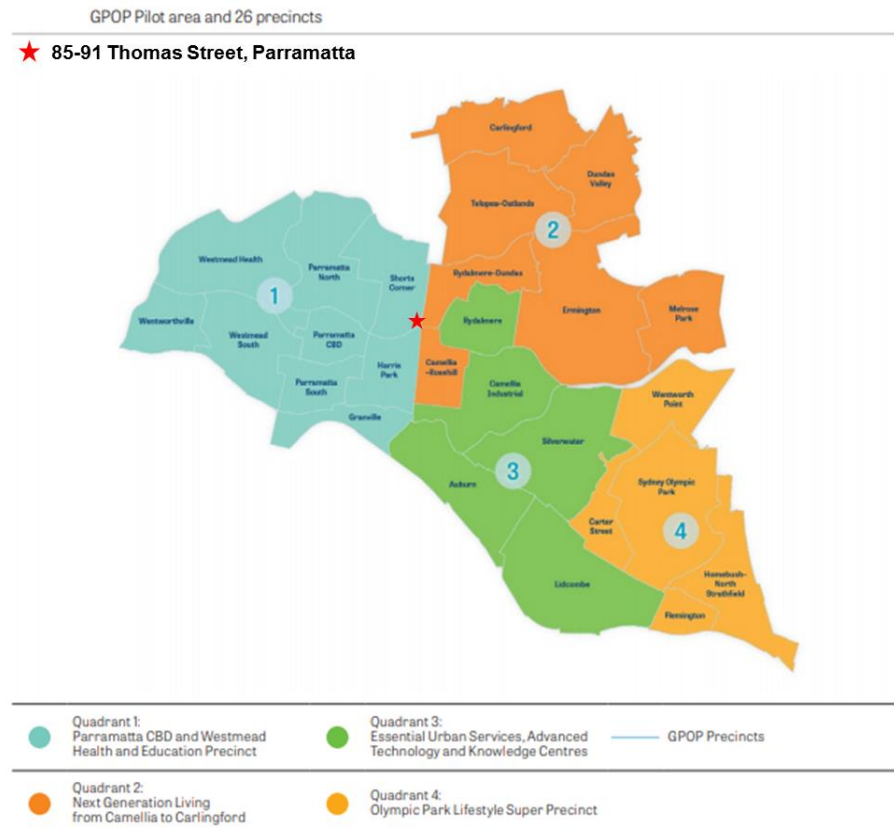 GPOP Pilot area and 26 precincts
85-91 Thomas Street, Parramatta
Carlingford
Dundas
Valley
Telopea-Oatlands
2
Westmead Health
Parramatta
North
Shorts
Corner
Rydalmere-Dundas
1
Wentworthville
Westmead
South
Parramatta
CBD
Rydalmere
Ermington
Melrose
Park
Harris
Park
Camellia
-Rosehill
Parramatta
South
Camellia
Industrial
Wentworth
Point
Granville
Silverwater
3
Auburn
Sydney Olympic
Park
Carter
Street
4
Lidcombe
Homebush-
North
Strathfield
Flemington
Quadrant 1:
Parramatta CBD and Westmead
Health and Education Precinct
Quadrant 3:
Essential Urban Services, Advanced
Technology and Knowledge Centres
GPOP Precincts
Quadrant 2:
Next Generation Living
from Camellia to Carlingford
Quadrant 4:
Olympic Park Lifestyle Super Precinct